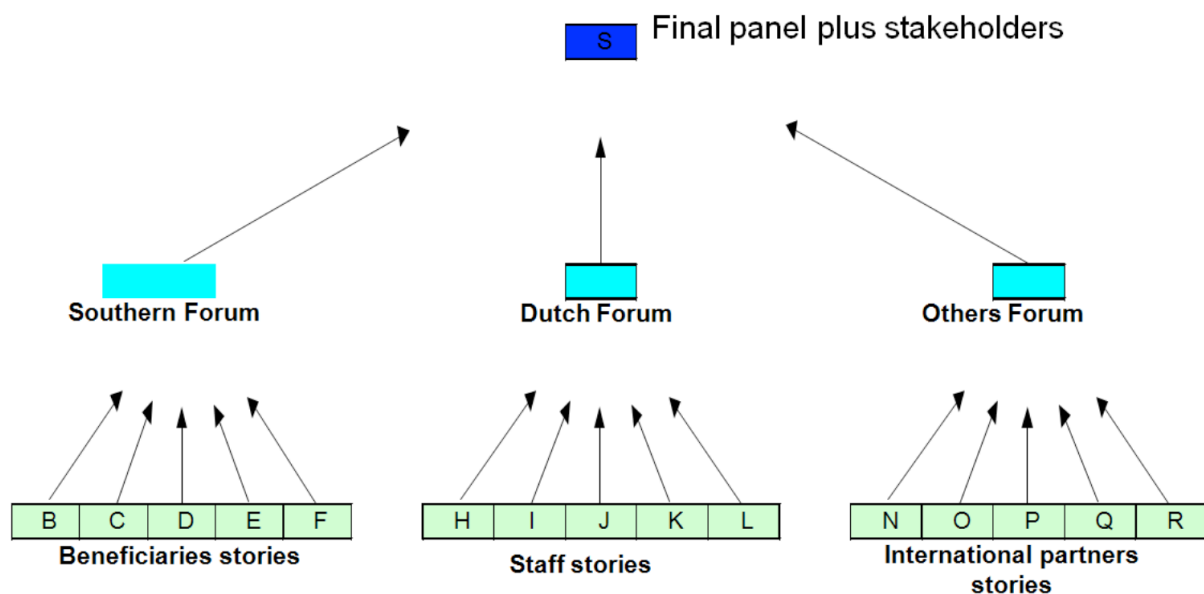 S Final panel plus stakeholders
Southern Forum
Dutch Forum
Others Forum
B C D E F
H I J K L
N O P Q R
Beneficiaries stories
Staff stories
International partners
stories